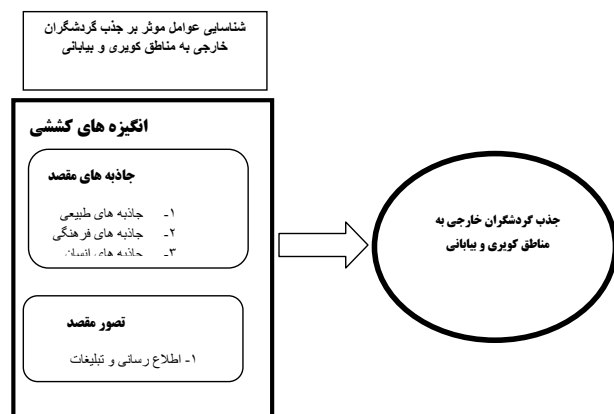 شناسایی عوامل موثر بر جذب گردشگران
خارجی به مناطق کویری و بیابانی
انگیزه های کششی
جاذبه های مقصد
۱- جاذبه های طبیعی
۲- جاذبه های فرهنگی
۳- جاذبه های انسان
تصور مقصد
۱- اطلاع رسانی و تبلیغات
جذب گردشگران خارجی به
مناطق کویری و بیابانی